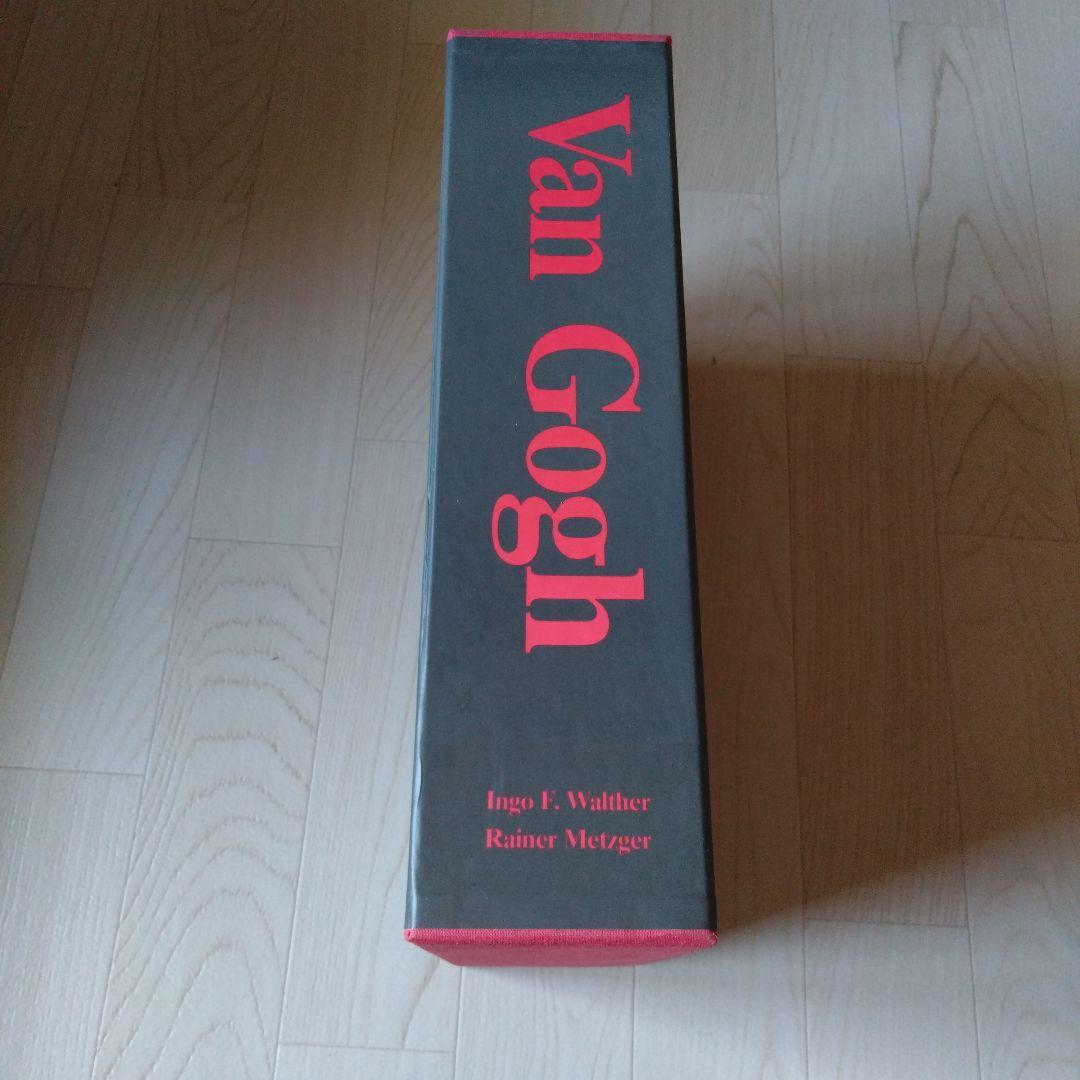 Van Gogh
Ingo F. Walther
Rainer Metzger